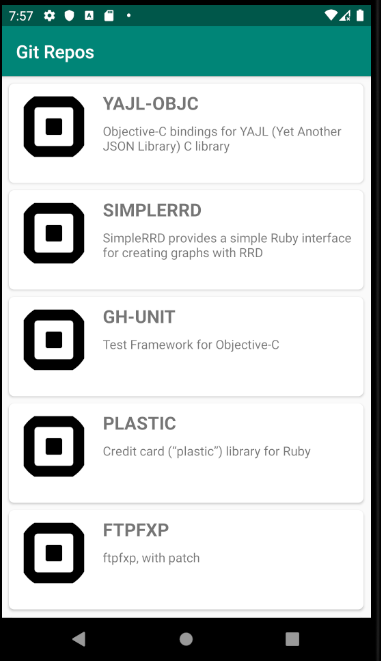 7:57
Git Repos
YAJL-OBJC
Objective-C bindings for YAJL (Yet Another
JSON Library) C library
SIMPLERRD
SimpleRRD provides a simple Ruby interface
for creating graphs with RRD
GH-UNIT
Test Framework for Objective-C
PLASTIC
Credit card (“plastic”) library for Ruby
FTPFXP
ftpfxp, with patch